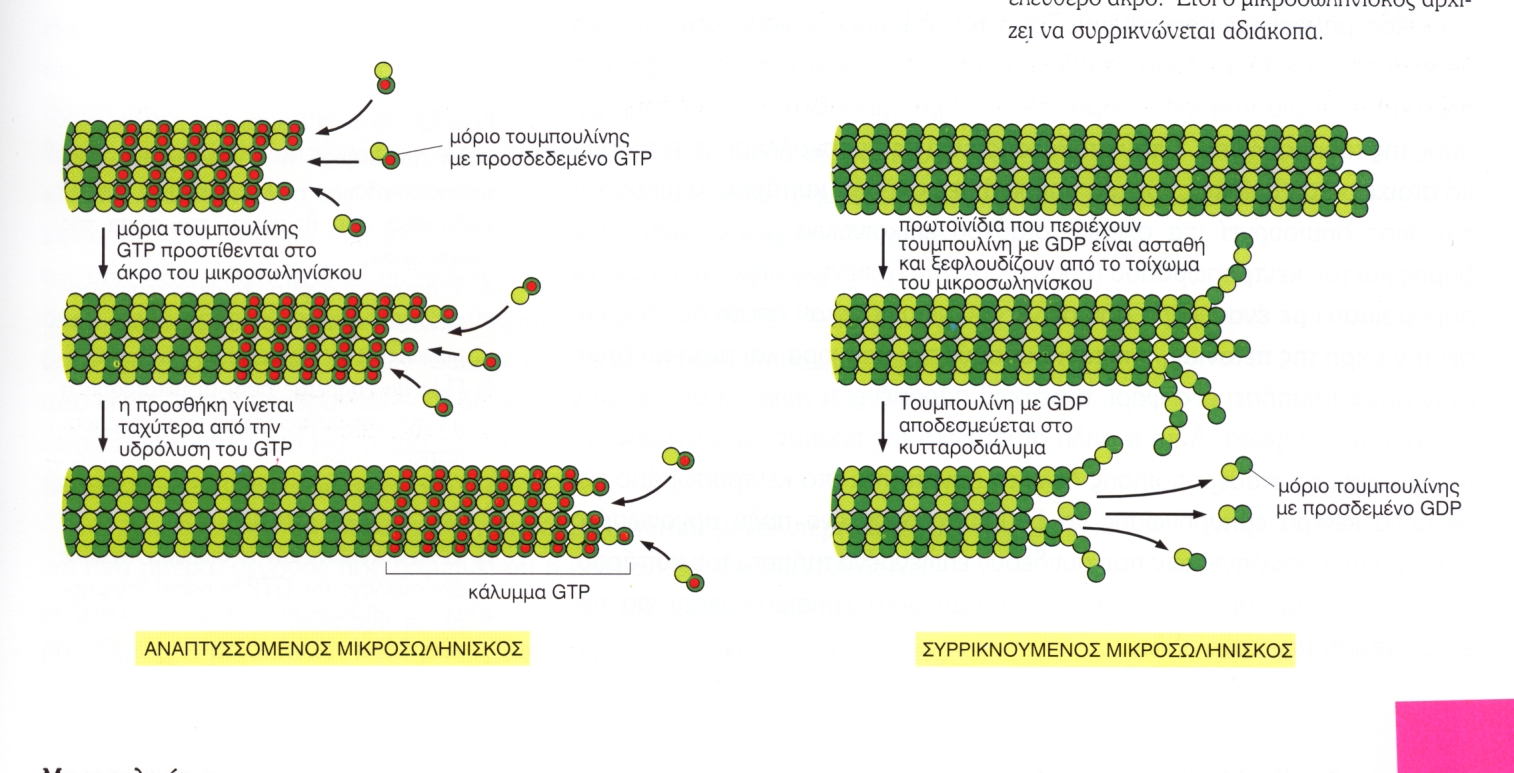 ελεύθερο άκρο. Έτσι ο μικροσωληνίσκος αρχί-
ζει να συρρικνώνεται αδιάκοπα.
μόριο τουμπουλίνης
με προσδεδεμένο GTP
μόρια τουμπουλίνης
GTP προστίθενται στο
άκρο του μικροσωληνίσκου
η προσθήκη γίνεται
ταχύτερα από την
υδρόλυση του GTP
κάλυμμα GTP
ΑΝΑΠΤΥΣΣΟΜΕΝΟΣ ΜΙΚΡΟΣΩΛΗΝΙΣΚΟΣ
πρωτοϊνίδια που περιέχουν
τουμπουλίνη με GDP είναι ασταθή
και ξεφλουδίζουν από το τοίχωμα
του μικροσωληνίσκου
Τουμπουλίνη με GDP
αποδεσμεύεται στο
κυτταροδιάλυμα
μόριο τουμπουλίνης
με προσδεμένο GDP
ΣΥΡΡΙΚΝΟΥΜΕΝΟΣ ΜΙΚΡΟΣΩΛΗΝΙΣΚΟΣ